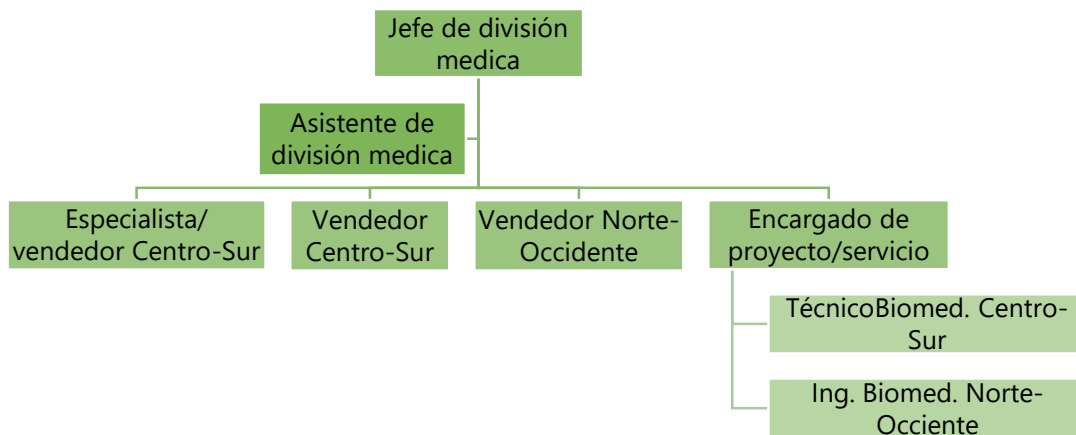 Jefe de división
medica
Asistente de
división medica
Especialista/
vendedor Centro-Sur
Vendedor
Centro-Sur
Vendedor Norte-
Occidente
Encargado de
proyecto/servicio
TécnicoBiomed. Centro-
Sur
Ing. Biomed. Norte-
Occiente